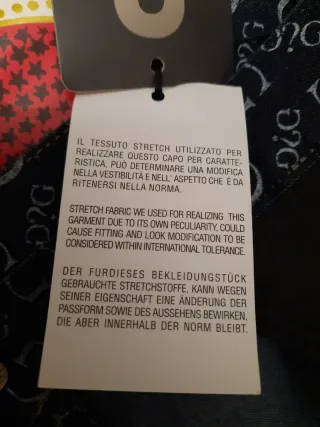 IL TESSUTO STRETCH UTILIZZATO PER
REALIZZARE QUESTO CAPO PER CARATTE-
RISTICA, PUÒ DETERMINARE UNA MODIFICA
NELLA VESTIBILITÀ E NELL' ASPETTO CHE È DA
RITENERSI NELLA NORMA.
STRETCH FABRIC WE USED FOR REALIZING THIS
GARMENT DUE TO ITS OWN PECULIARITY, COULD
CAUSE FITTING AND LOOK MODIFICATION TO BE
CONSIDERED WITHIN INTERNATIONAL TOLERANCE.
DER FURDIESES BEKLEIDUNGSTÜCK
GEBRAUCHTE STRETCHSTOFFE, KANN WEGEN
SEINER EIGENSCHAFT EINE ÄNDERUNG DER
PASSFORM SOWIE DES AUSSEHENS BEWIRKEN,
DIE ABER INNERHALB DER NORM BLEIBT.
D&G
D&G
D&G